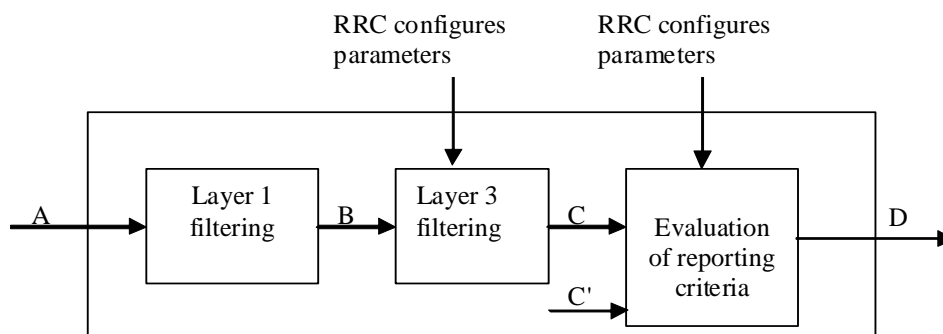 RRC configures
parameters
RRC configures
parameters
A
Layer 1
filtering
B
Layer 3
filtering
C
C'
Evaluation
of reporting
criteria
D